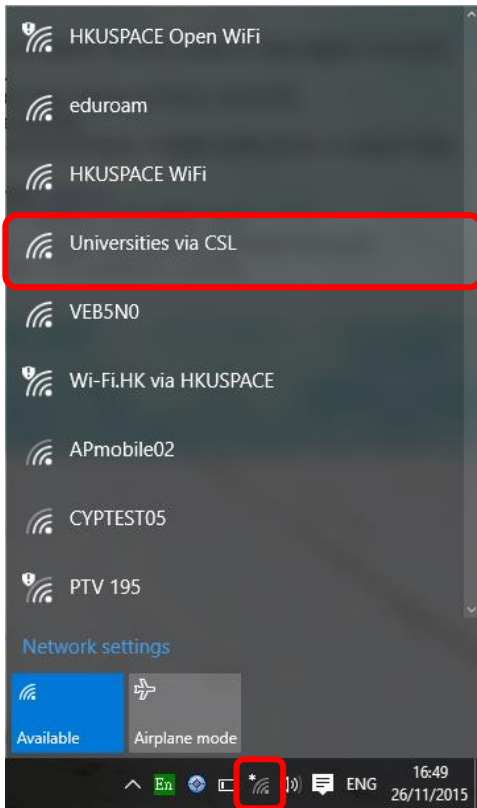 HKUSPACE Open WiFi
eduroam
HKUSPACE WiFi
Universities via CSL
VEB5N0
Wi-Fi.HK via HKUSPACE
APmobile02
CYPTEST05
PTV 195
Network settings
Available
Airplane mode
En
ENG
16:49
26/11/2015